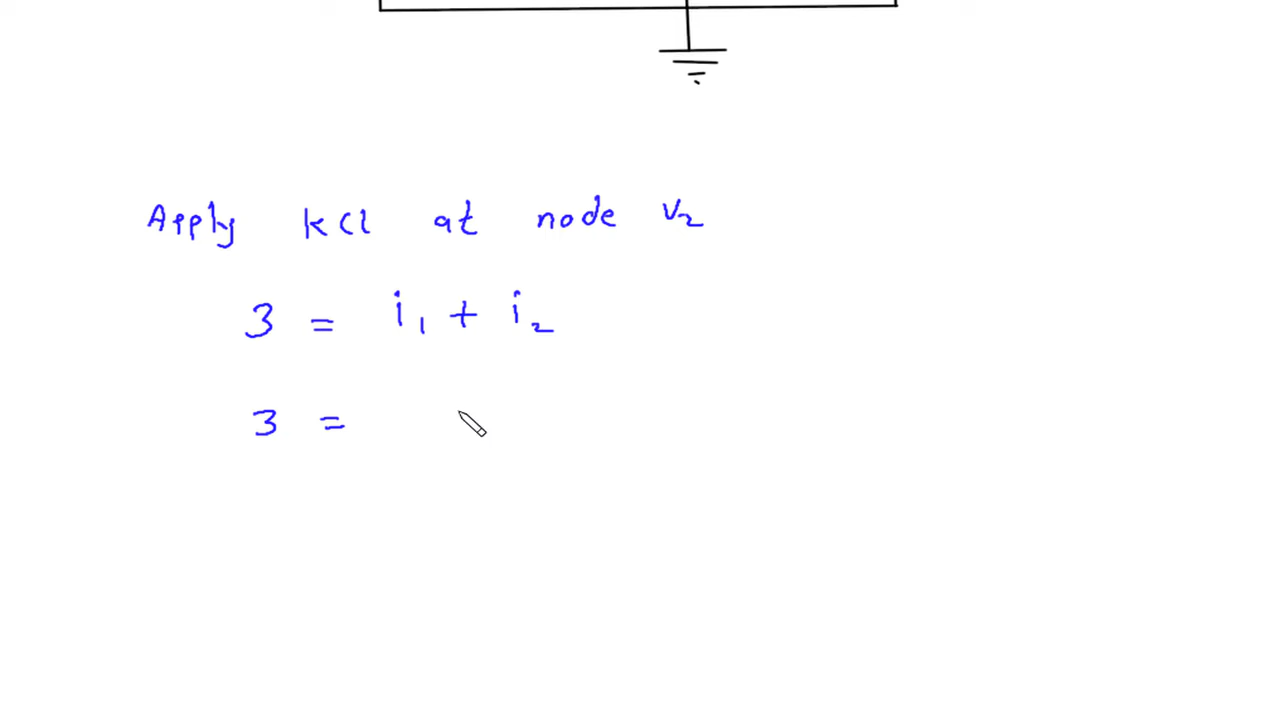 Apply kCl at node v₂
3 = i₁ + i₂
3 =